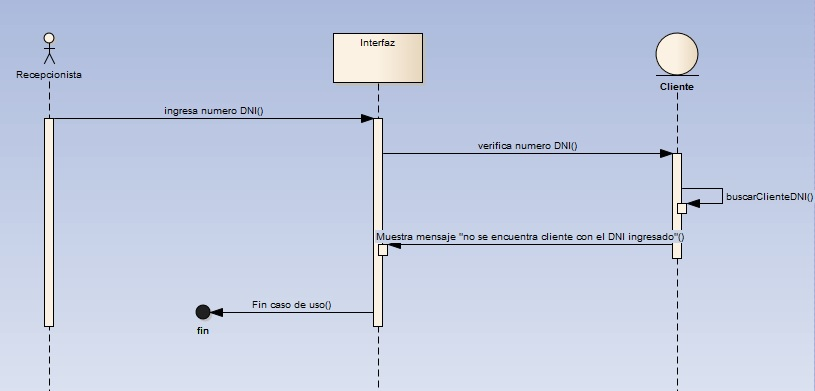 Interfaz
Recepcionista
Cliente
ingresa numero DNI()
verifica numero DNI()
buscarClienteDNI()
Muestra mensaje "no se encuentra cliente con el DNI ingresado"()
Fin caso de uso()
fin